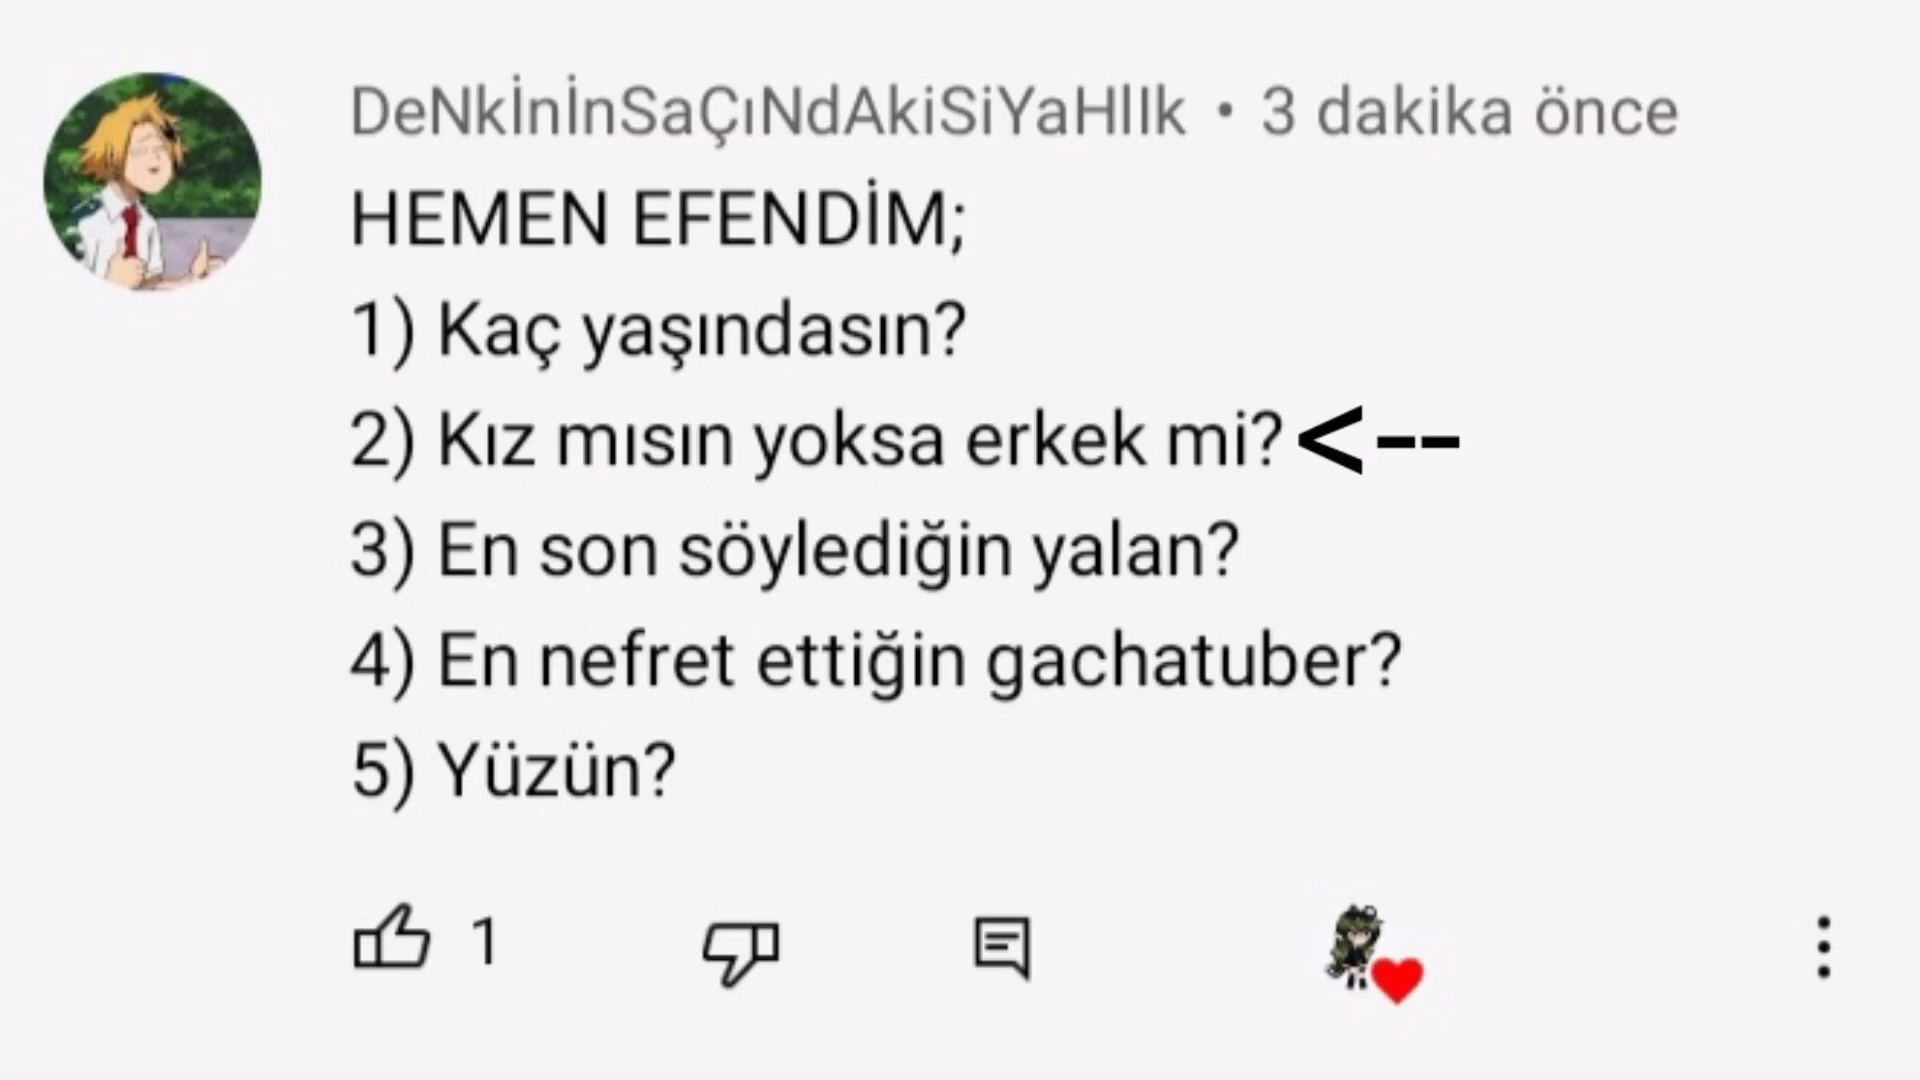 DeNkİnİnSaÇıNdAkiSiYaHlIk • 3 dakika önce
HEMEN EFENDİM;
1) Kaç yaşındasın?
2) Kız mısın yoksa erkek mi? <--
3) En son söylediğin yalan?
4) En nefret ettiğin gachatuber?
5) Yüzün?
1